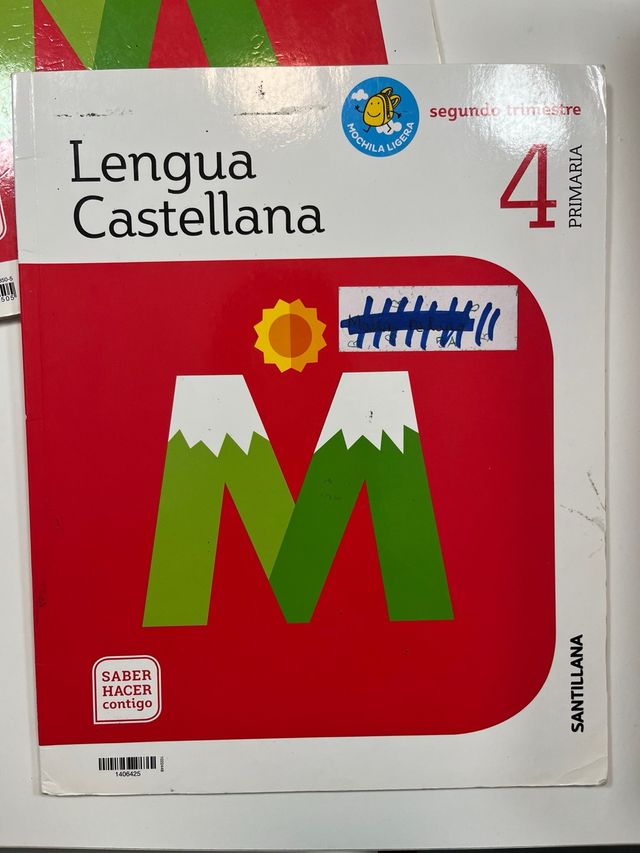 segundo trimestre
MOCHILA LIGERA
Lengua
Castellana
4
PRIMARIA
M
SABER
HACER
contigo
SANTILLANA
1406425